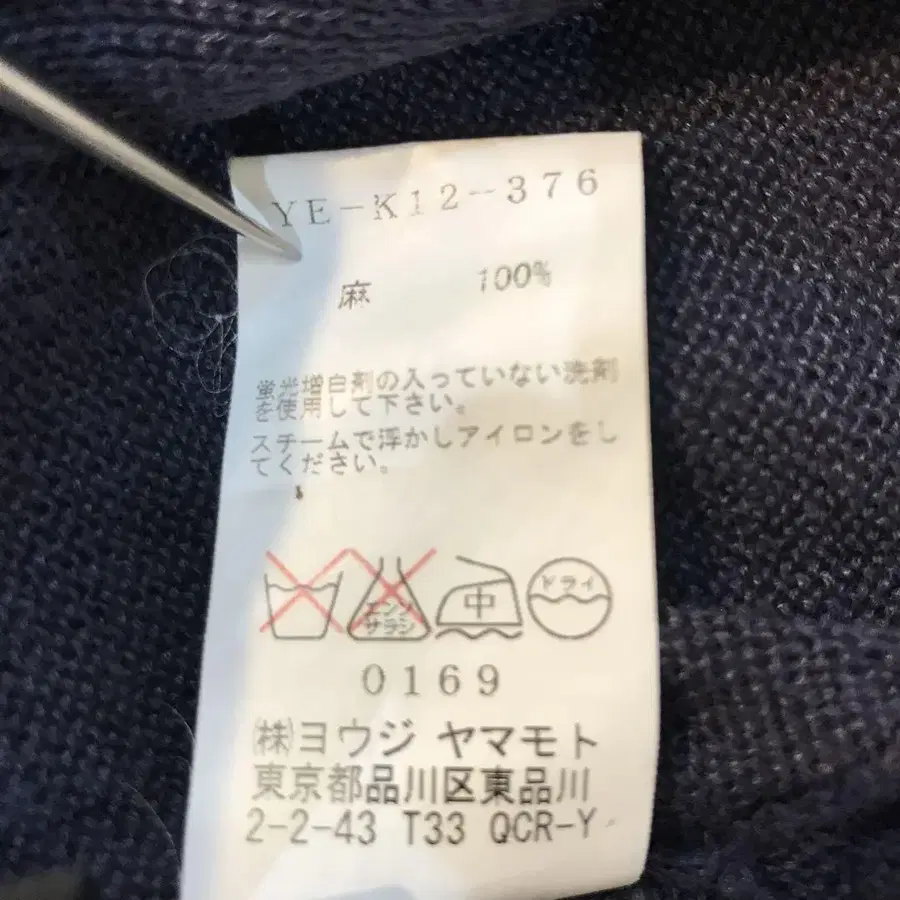 YE-K12-376
麻 100%
蛍光増白剤の入っていない洗剤
を使用して下さい。
スチームで浮かしアイロンをし
てください。
エンソ
サラシ
中
ドライ
0169
㈱ヨウジ ヤマモト
東京都品川区東品川
2-2-43 T33 QCR-Y